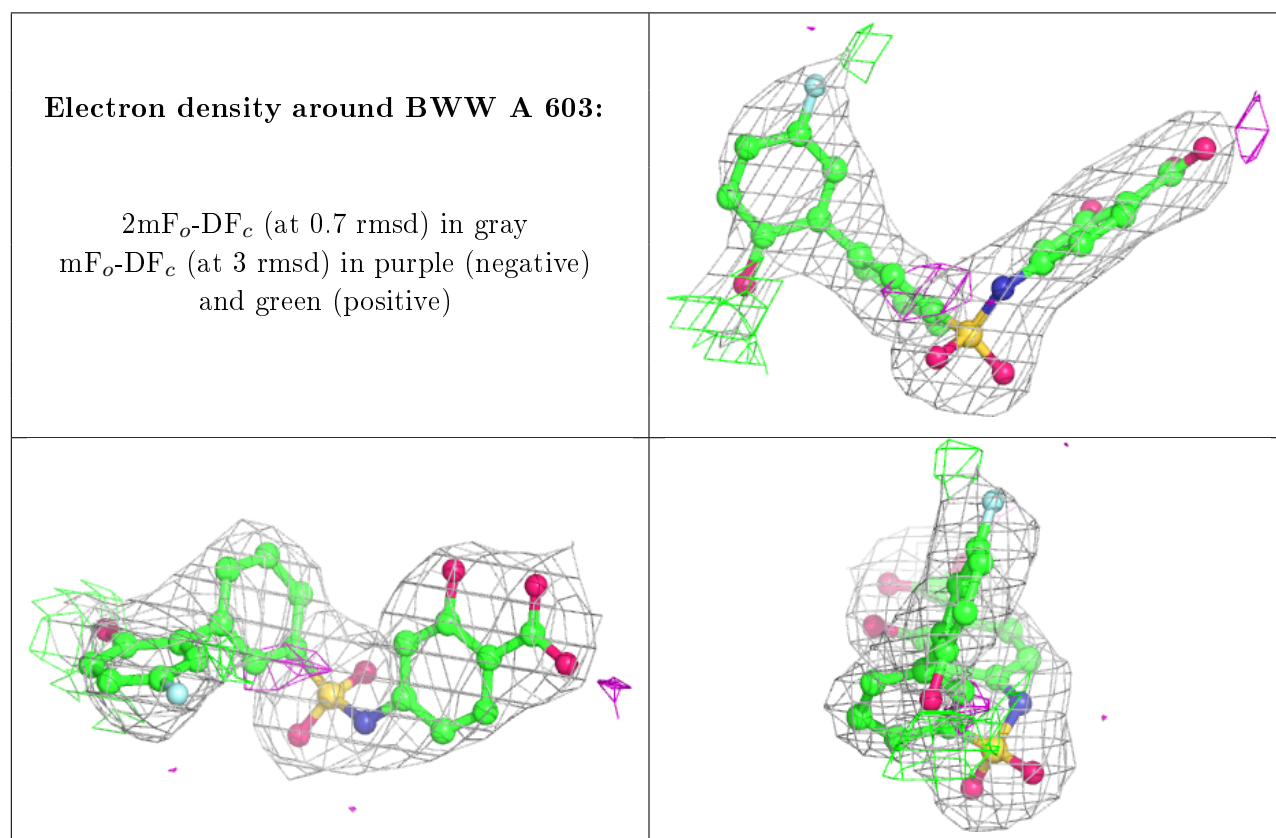 Electron density around BWW A 603:
2mFo-DFc (at 0.7 rmsd) in gray
mFo-DFc (at 3 rmsd) in purple (negative)
and green (positive)